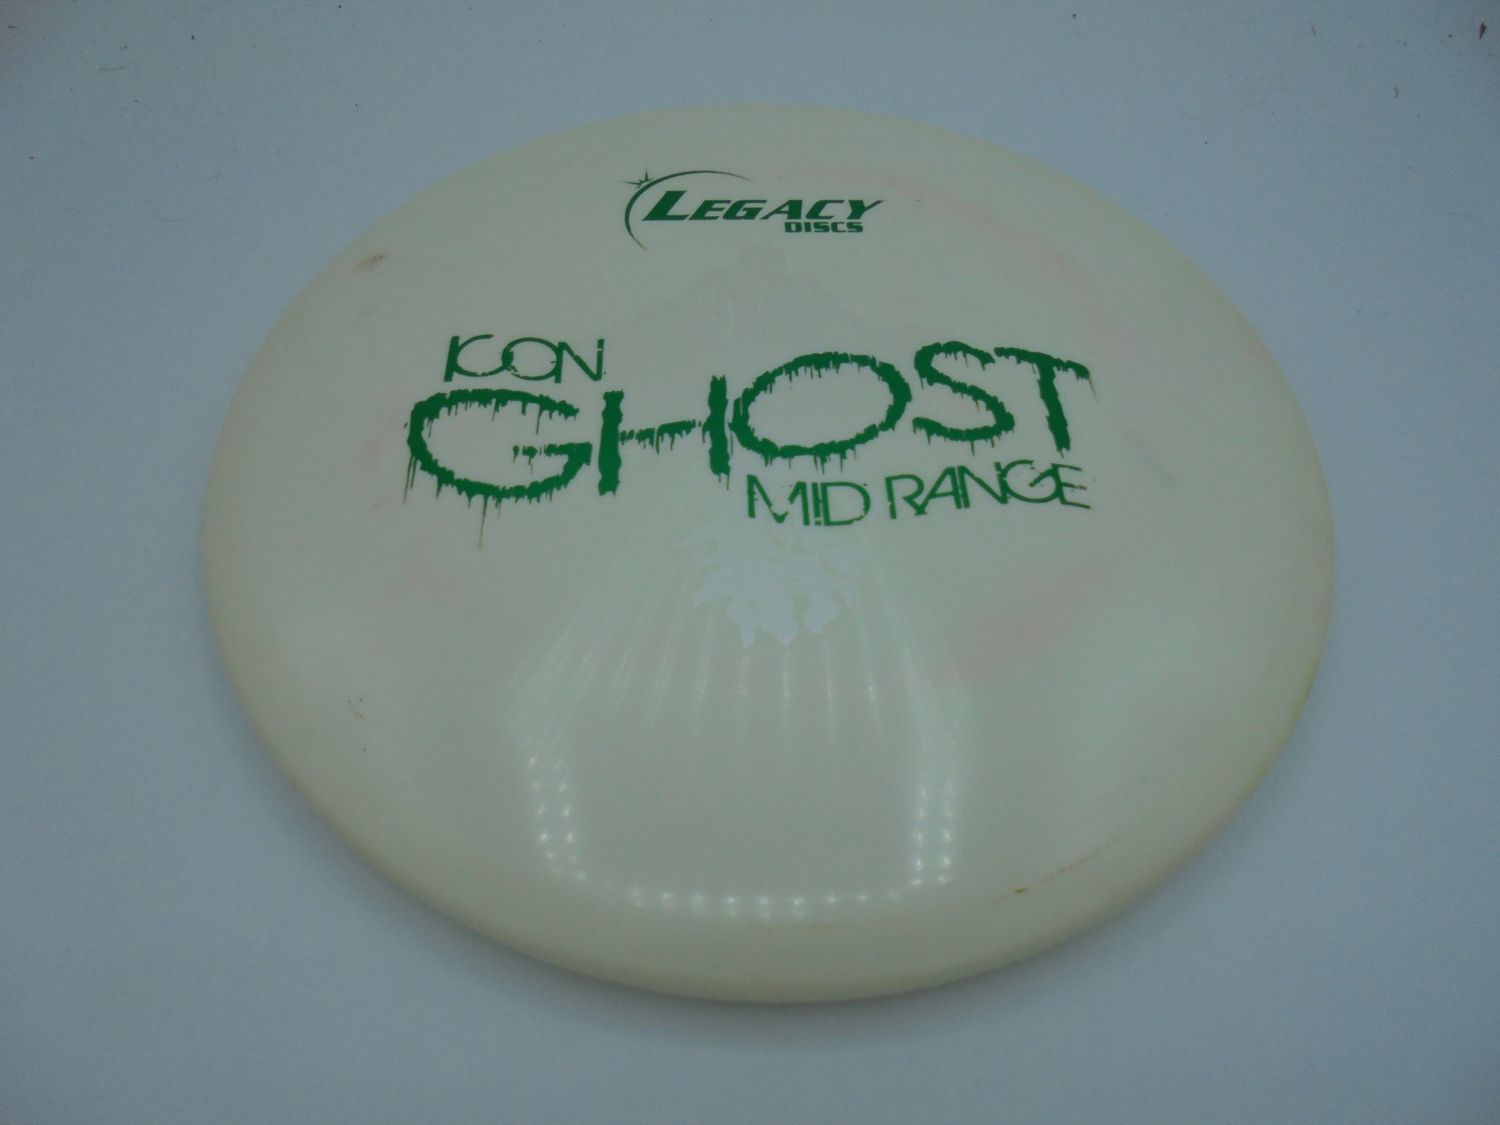 LEGACY
DISCS
ICON
GHOST
MID RANGE